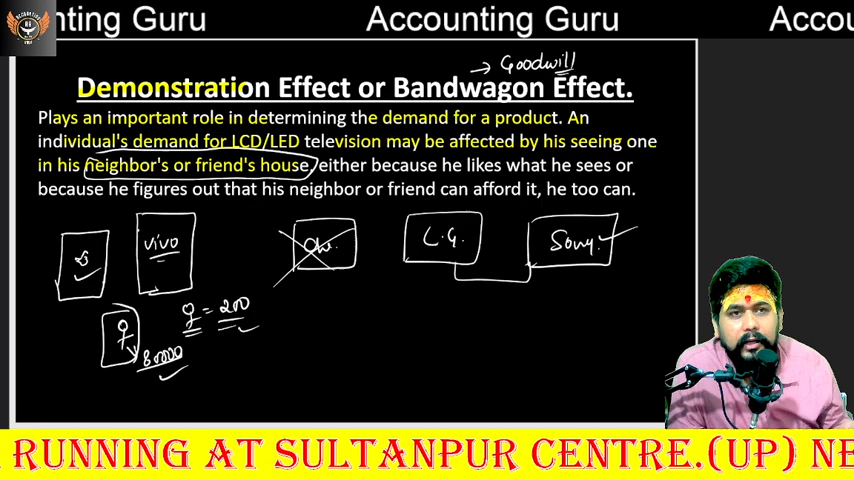 nting Guru Accounting Guru Accou
→ Goodwill
Demonstration Effect or Bandwagon Effect.
Plays an important role in determining the demand for a product. An
individual's demand for LCD/LED television may be affected by his seeing one
in his neighbor's or friend's house, either because he likes what he sees or
because he figures out that his neighbor or friend can afford it, he too can.
vivo L.G. Sony
= 200
80000
RUNNING AT SULTANPUR CENTRE.(UP) NE